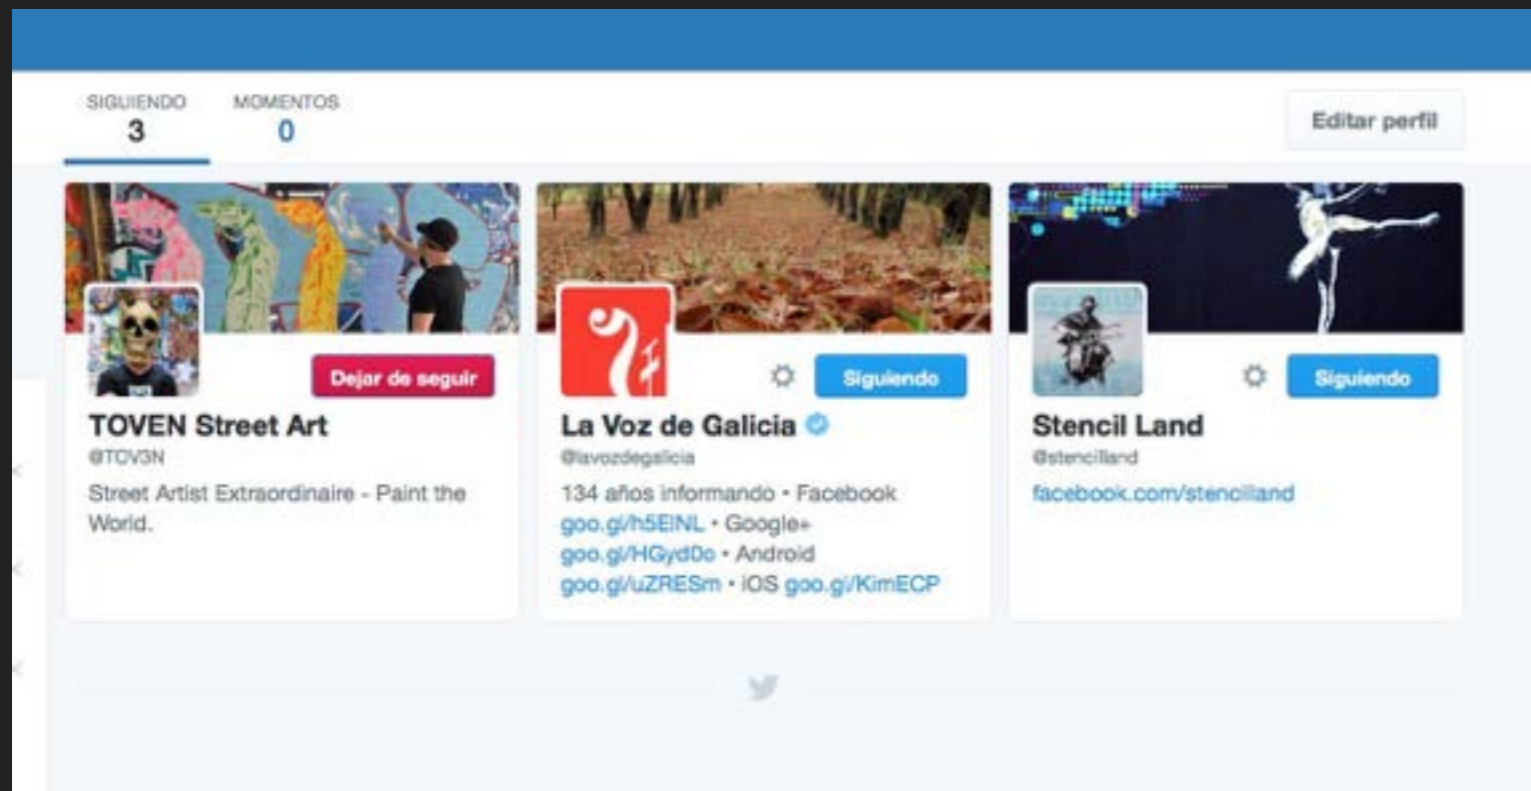 SIGUIENDO MOMENTOS
3 0
Editar perfil
Dejar de seguir
TOVEN Street Art
@TOV3N
Street Artist Extraordinaire - Paint the
World.
Siguiendo
La Voz de Galicia
@lavozdegalicia
134 años informando • Facebook
goo.gl/h5EINL • Google+
goo.gl/HGydDo • Android
goo.gl/uZRESm • iOS goo.gl/KimECP
Siguiendo
Stencil Land
@stencilland
facebook.com/stencilland